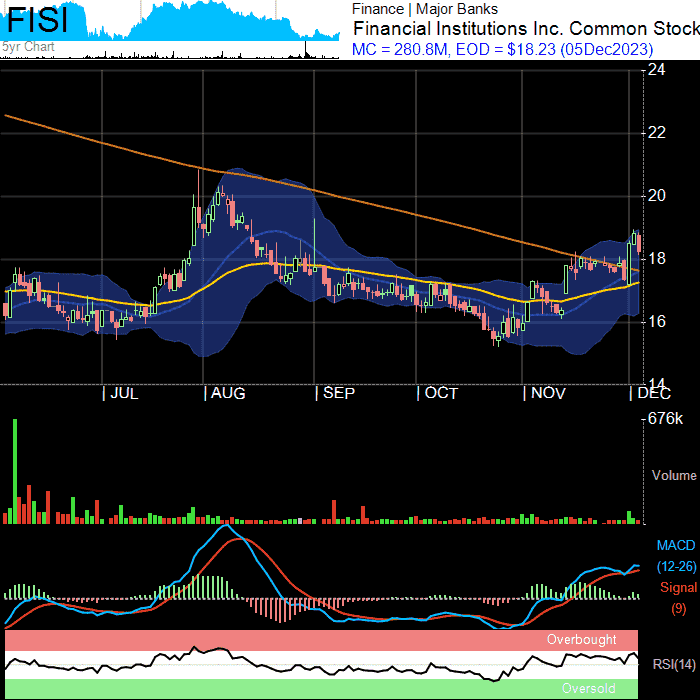 FISI
5yr Chart
Finance | Major Banks
Financial Institutions Inc. Common Stock
MC = 280.8M, EOD = $18.23 (05Dec2023)
24
22
20
18
16
14
| JUL | AUG | SEP | OCT | NOV | DEC
676k
Volume
MACD
(12-26)
Signal
(9)
Overbought
RSI(14)
Oversold